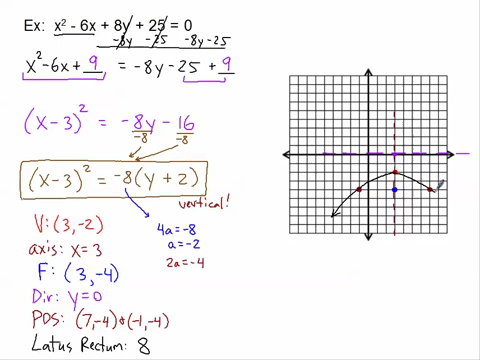 Ex: x² - 6x + 8y + 25 = 0
-8y -25 -8y -25
x² - 6x + 9 = -8y - 25 + 9
(x-3)² = -8y - 16
-8 -8
(x-3)² = -8(y+2)
vertical!
V: (3, -2)
4a = -8
axis: x = 3
a = -2
F: (3, -4)
2a = -4
Dir: y = 0
POS: (7, -4) & (-1, -4)
Latus Rectum: 8